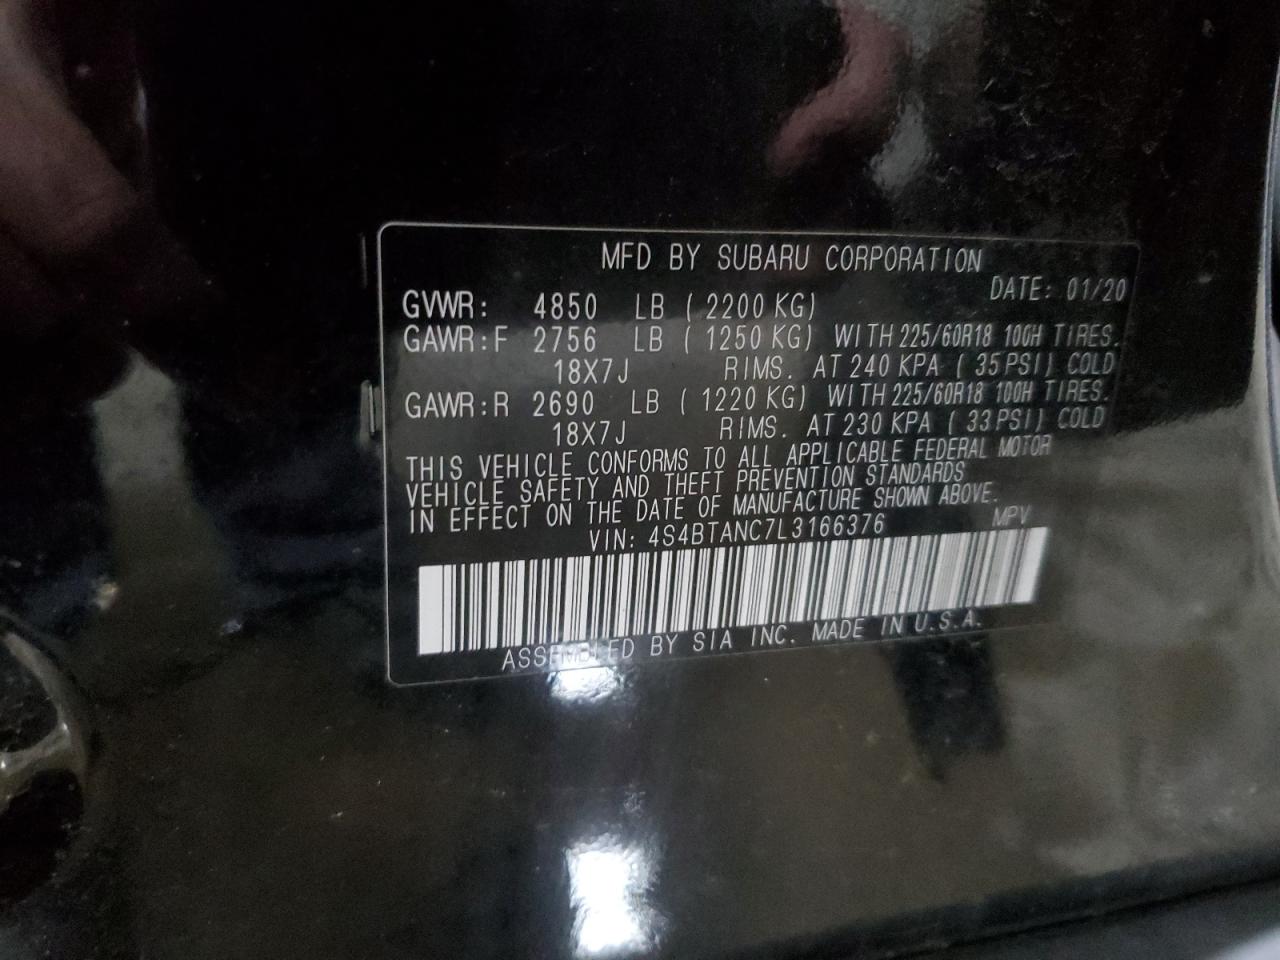 MFD BY SUBARU CORPORATION
DATE: 01/20
GVWR: 4850 LB ( 2200 KG)
GAWR:F 2756 LB ( 1250 KG) WITH 225/60R18 100H TIRES.
18X7J RIMS. AT 240 KPA ( 35 PSI) COLD
GAWR:R 2690 LB ( 1220 KG) WITH 225/60R18 100H TIRES.
18X7J RIMS. AT 230 KPA ( 33 PSI) COLD
THIS VEHICLE CONFORMS TO ALL APPLICABLE FEDERAL MOTOR
VEHICLE SAFETY AND THEFT PREVENTION STANDARDS
IN EFFECT ON THE DATE OF MANUFACTURE SHOWN ABOVE.
VIN: 4S4BTANC7L3166376 MPV
ASSEMBLED BY SIA INC. MADE IN U.S.A.